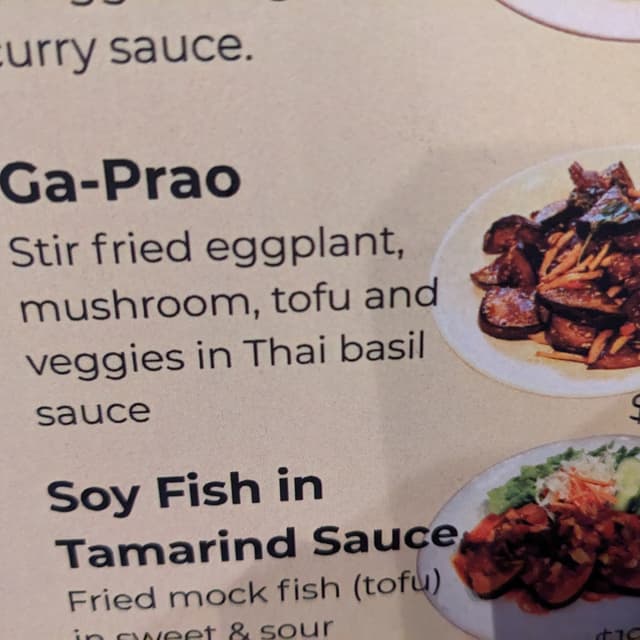 curry sauce.
Ga-Prao
Stir fried eggplant,
mushroom, tofu and
veggies in Thai basil
sauce
Soy Fish in
Tamarind Sauce
Fried mock fish (tofu)
in sweet & sour